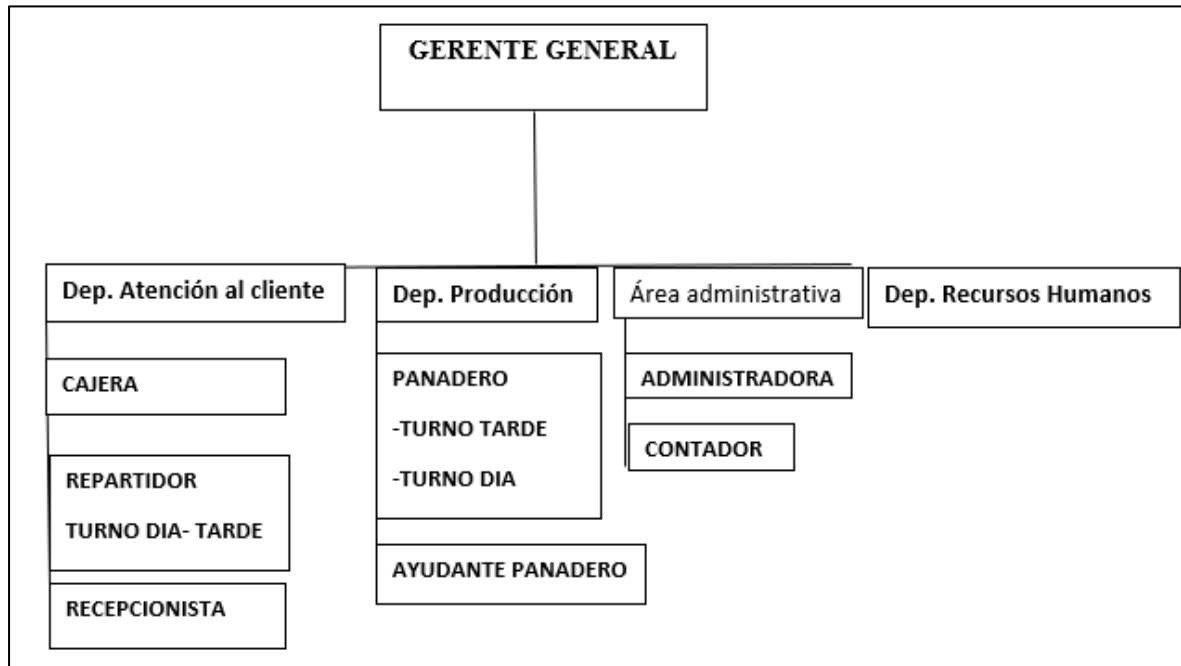 GERENTE GENERAL
Dep. Atención al cliente
CAJERA
REPARTIDOR
TURNO DIA- TARDE
RECEPCIONISTA
Dep. Producción
PANADERO
-TURNO TARDE
-TURNO DIA
AYUDANTE PANADERO
Área administrativa
ADMINISTRADORA
CONTADOR
Dep. Recursos Humanos